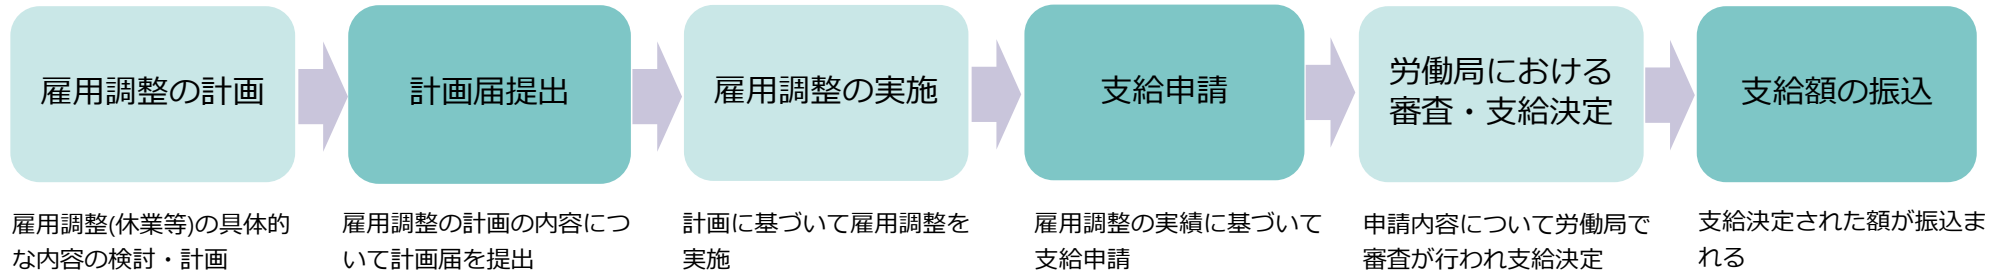 雇用調整の計画
計画届提出
雇用調整の実施
支給申請
労働局における
審査・支給決定
支給額の振込
雇用調整(休業等)の具体的
な内容の検討・計画
雇用調整の計画の内容につ
いて計画届を提出
計画に基づいて雇用調整を
実施
雇用調整の実績に基づいて
支給申請
申請内容について労働局で
審査が行われ支給決定
支給決定された額が振込ま
れる